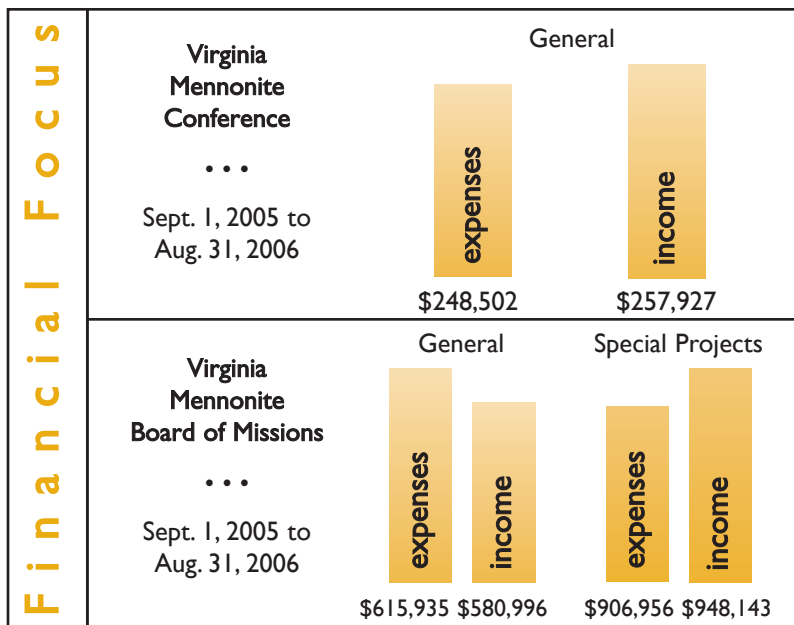 Financial Focus
Virginia
Mennonite
Conference
...
Sept. 1, 2005 to
Aug. 31, 2006
General
expenses
income
$248,502
$257,927
Virginia
Mennonite
Board of Missions
...
Sept. 1, 2005 to
Aug. 31, 2006
General
expenses
income
$615,935 $580,996
Special Projects
expenses
income
$906,956 $948,143